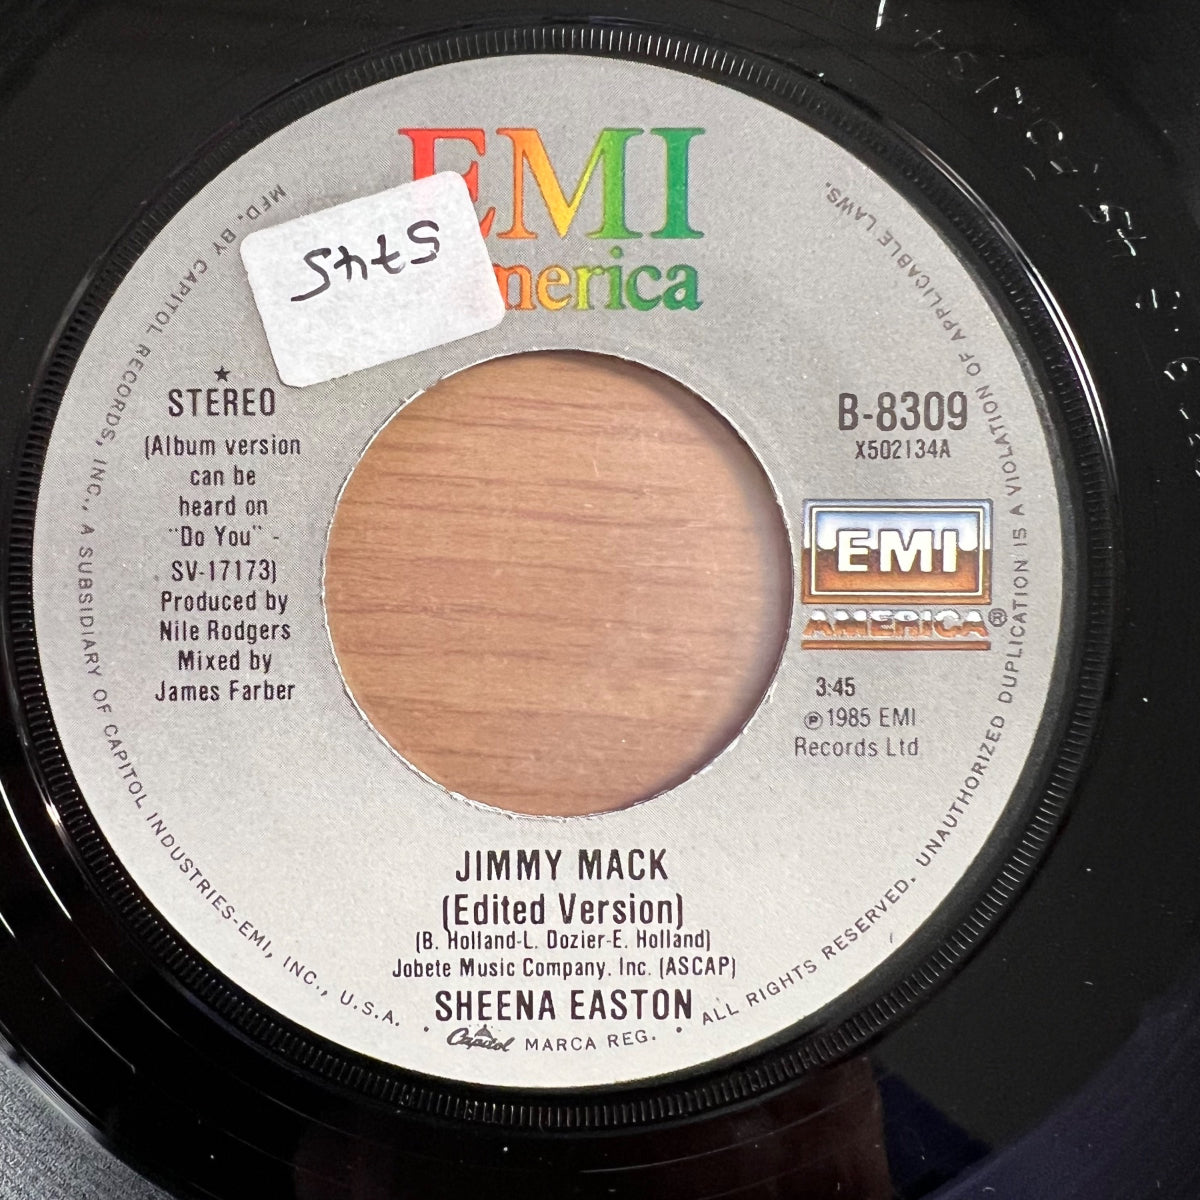 EMI
America
5745
MFD. BY CAPITOL RECORDS, INC., A SUBSIDIARY OF CAPITOL INDUSTRIES-EMI, INC., U.S.A. • Capitol MARCA REG. • ALL RIGHTS RESERVED. UNAUTHORIZED DUPLICATION IS A VIOLATION OF APPLICABLE LAWS.
★
STEREO
(Album version
can be
heard on
"Do You" -
SV-17173)
Produced by
Nile Rodgers
Mixed by
James Farber
B-8309
X502134A
EMI
AMERICA®
3:45
℗1985 EMI
Records Ltd
JIMMY MACK
(Edited Version)
(B. Holland-L. Dozier-E. Holland)
Jobete Music Company. Inc. (ASCAP)
SHEENA EASTON